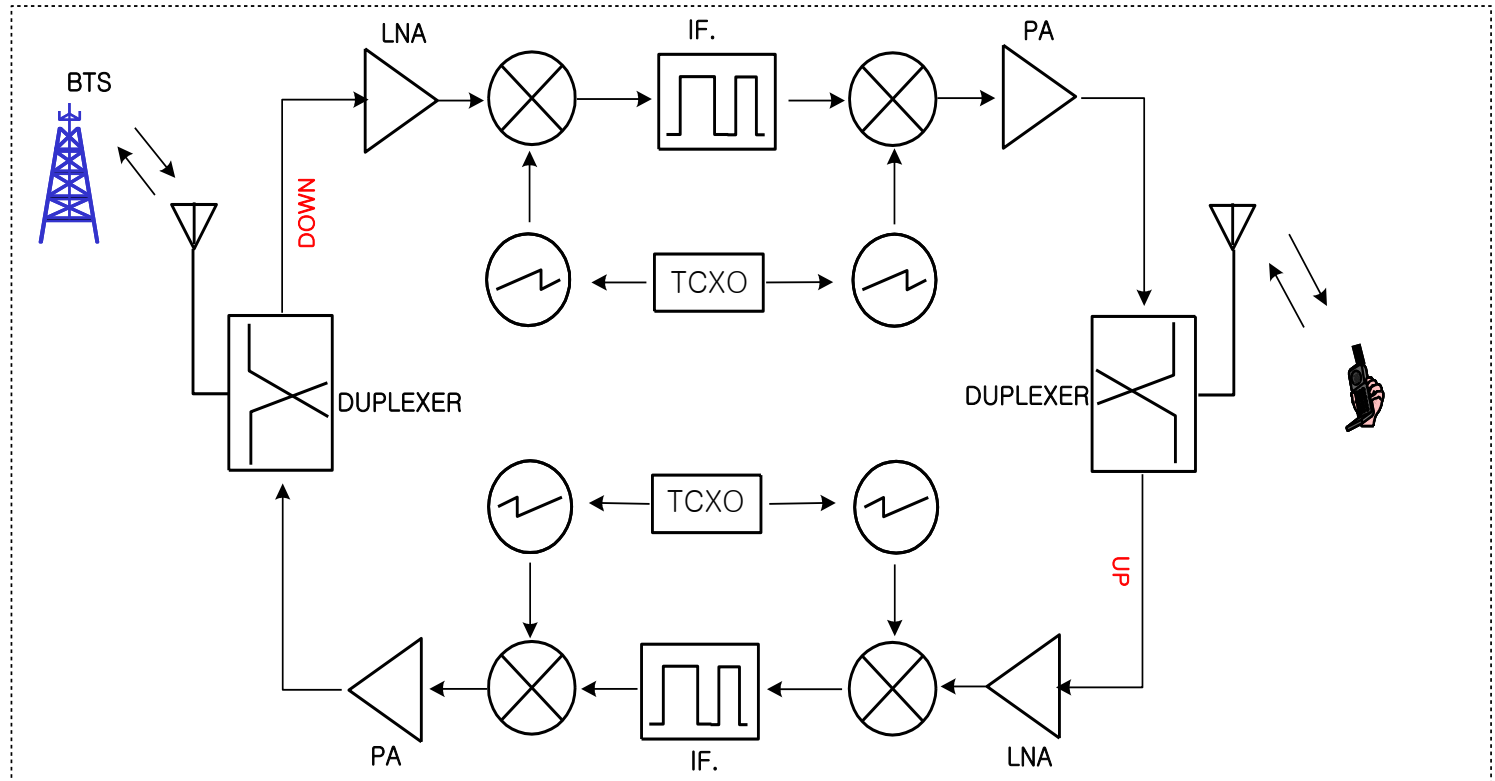 LNA
IF.
PA
BTS
DOWN
TCXO
DUPLEXER
DUPLEXER
TCXO
UP
PA
IF.
LNA